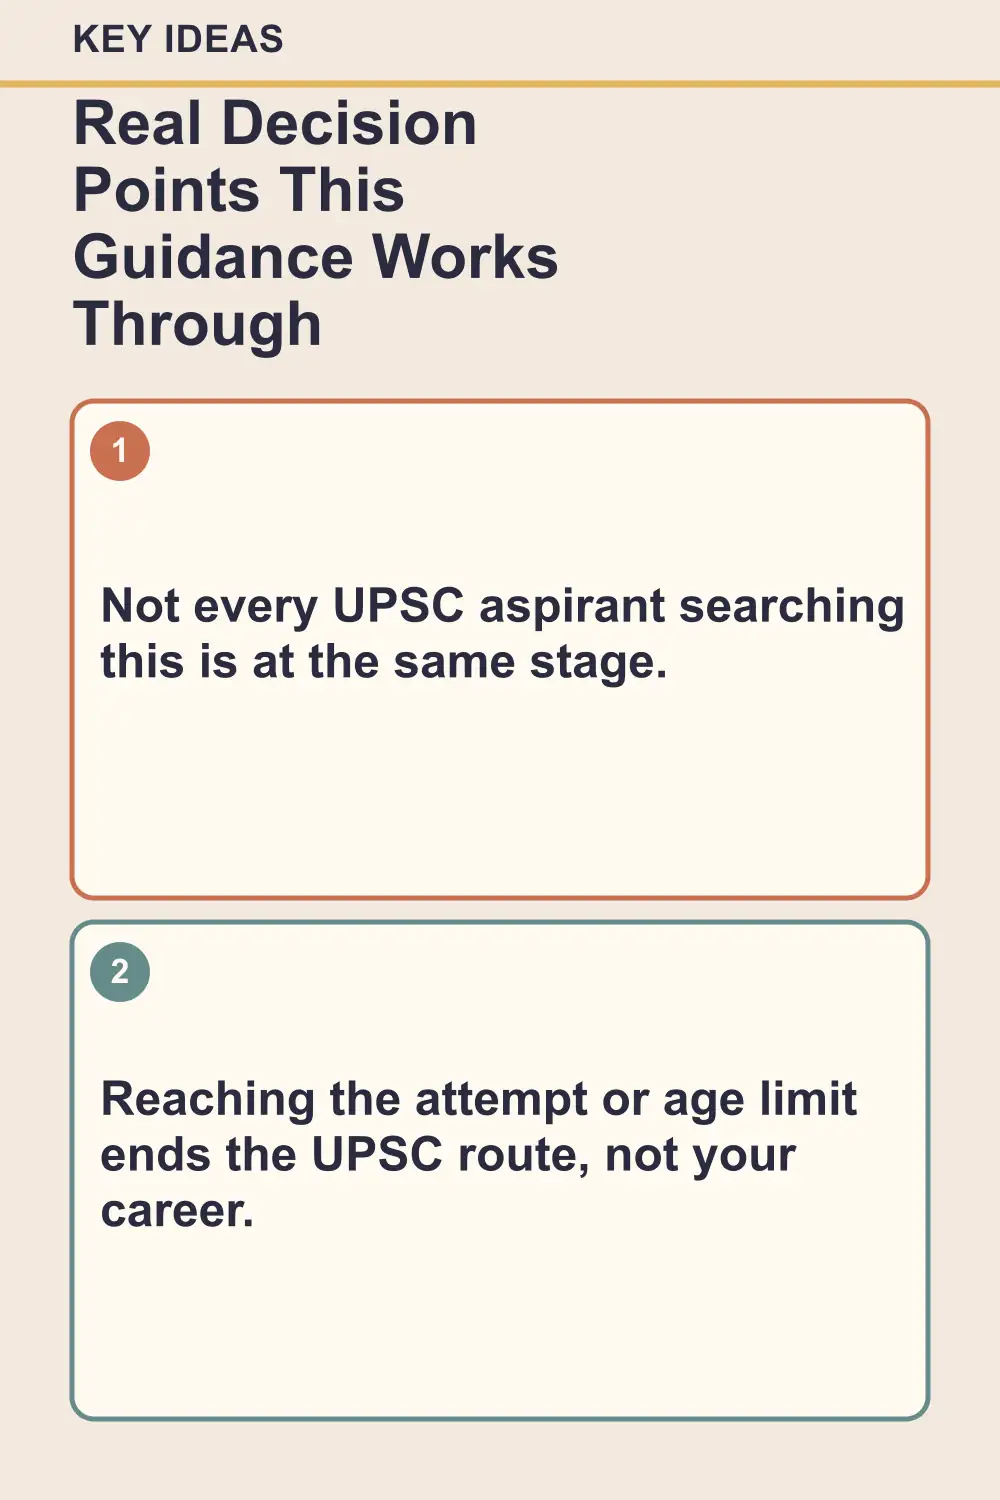 KEY IDEAS
Real Decision
Points This
Guidance Works
Through
1
Not every UPSC aspirant searching
this is at the same stage.
2
Reaching the attempt or age limit
ends the UPSC route, not your
career.